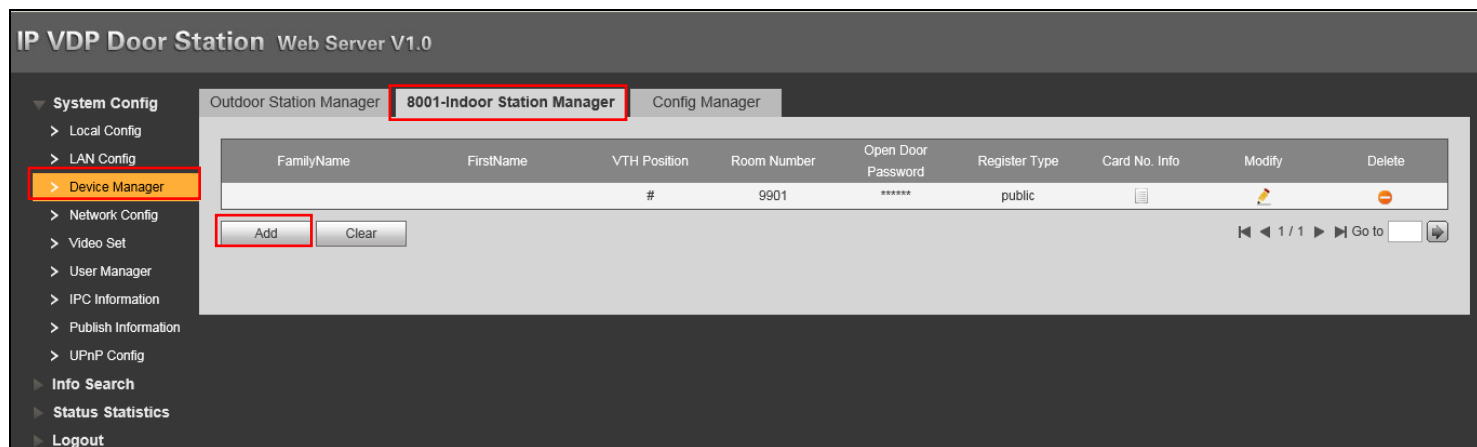 IP VDP Door Station Web Server V1.0
System Config
Local Config
LAN Config
Device Manager
Network Config
Video Set
User Manager
IPC Information
Publish Information
UPnP Config
Info Search
Status Statistics
Logout
Outdoor Station Manager 8001-Indoor Station Manager Config Manager
FamilyName FirstName VTH Position Room Number Open Door Password Register Type Card No. Info Modify Delete
# 9901 ****** public
Add Clear 1 / 1 Go to